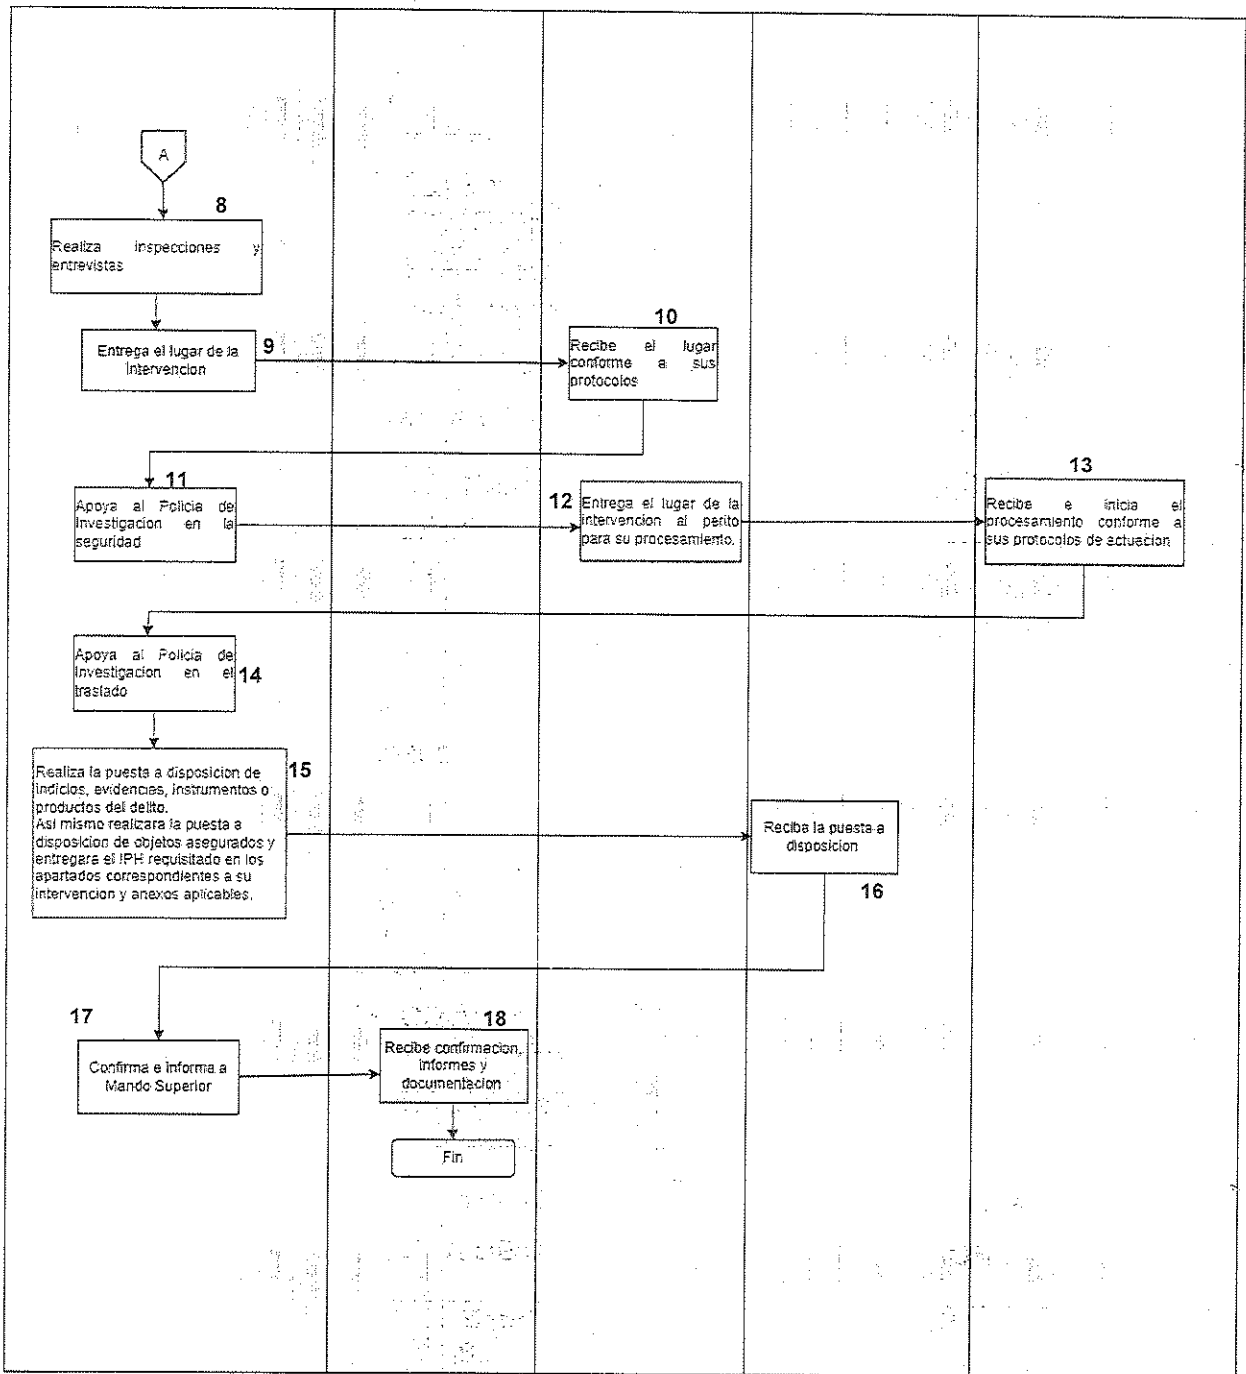 A
8
Realiza inspecciones y
entrevistas
9
Entrega el lugar de la
Intervencion
10
Recibe el lugar
conforme a sus
protocolos
11
Apoya al Policia de
Investigacion en la
seguridad
12
Entrega el lugar de la
intervencion al perito
para su procesamiento.
13
Recibe e inicia el
procesamiento conforme a
sus protocolos de actuacion
Apoya al Policia de
Investigacion en el
traslado
14
15
Realiza la puesta a disposicion de
indicios, evidencias, instrumentos o
productos del delito.
Asi mismo realizara la puesta a
disposicion de objetos asegurados y
entregara el IPH requisitado en los
apartados correspondientes a su
intervencion y anexos aplicables.
Recibe la puesta a
disposicion
16
17
Confirma e informa a
Mando Superior
18
Recibe confirmacion,
informes y
documentacion
Fin